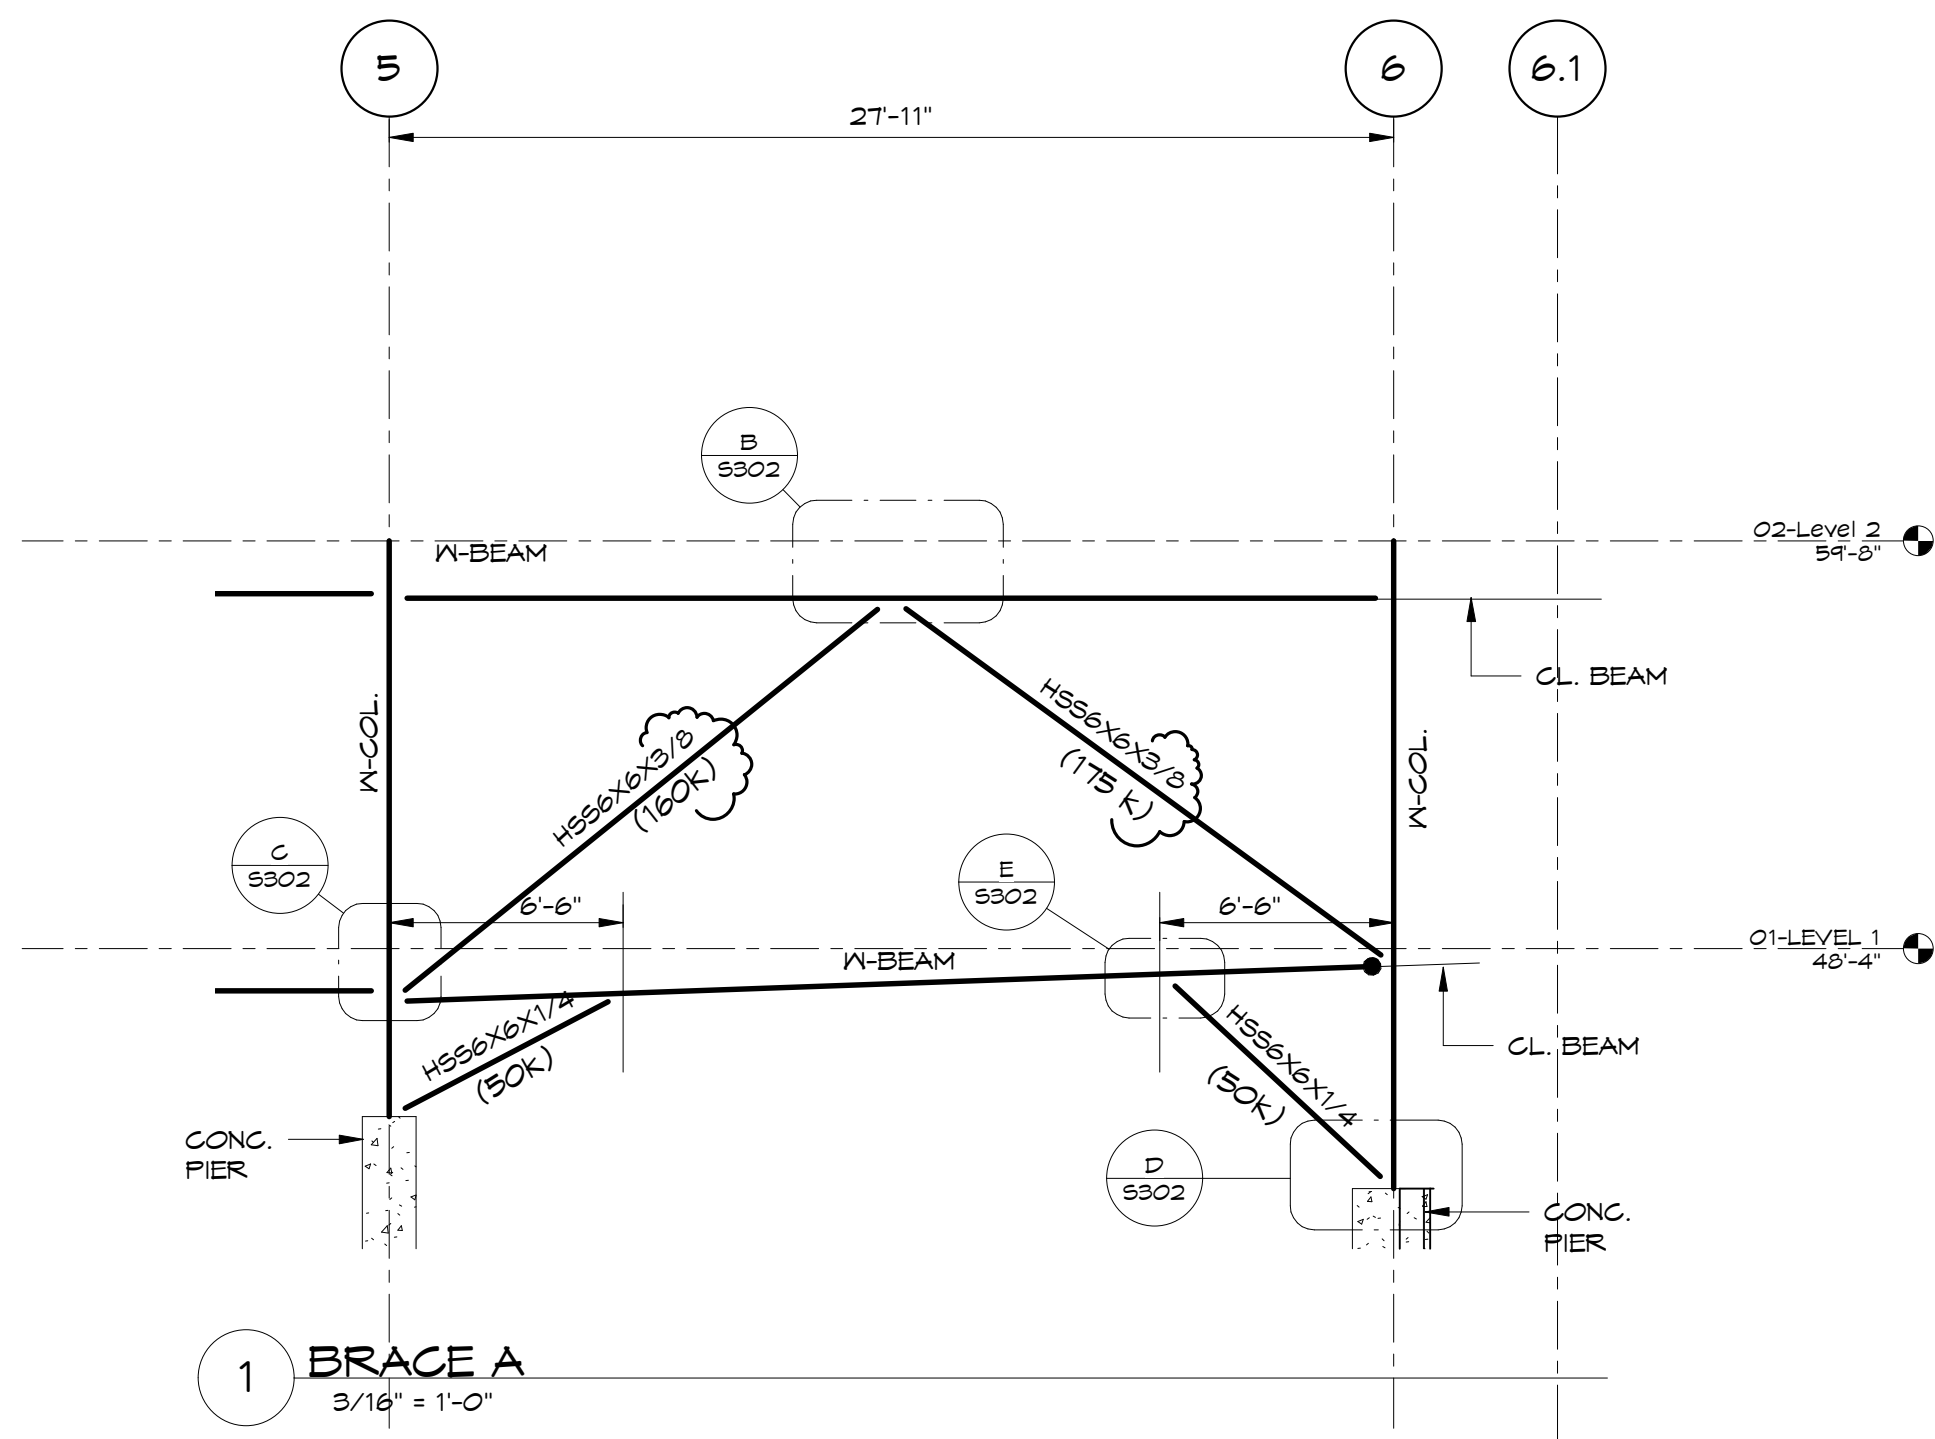 5
6
6.1
27'-11"
B
S302
02-Level 2
59'-8"
W-BEAM
CL. BEAM
W-COL.
HSS6X6X3/8
(160K)
HSS6X6X3/8
(175 K)
W-COL.
C
S302
E
S302
6'-6"
6'-6"
01-LEVEL 1
48'-4"
W-BEAM
HSS6X6X1/4
(50K)
HSS6X6X1/4
(50K)
CL. BEAM
CONC.
PIER
D
S302
CONC.
PIER
1
BRACE A
3/16" = 1'-0"